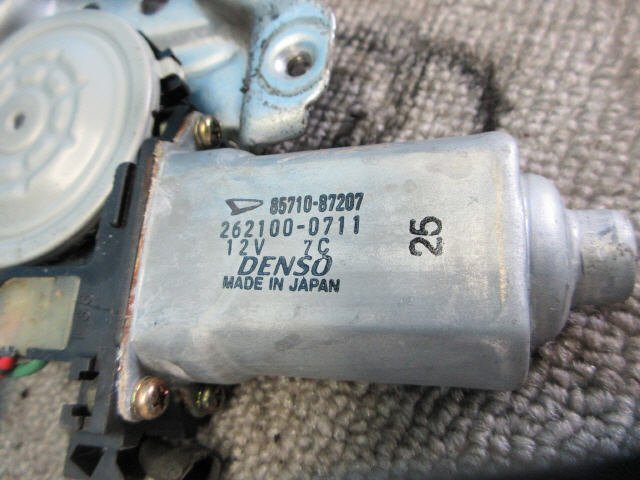 85710-87207
262100-0711
12V 7C
DENSO
MADE IN JAPAN
25